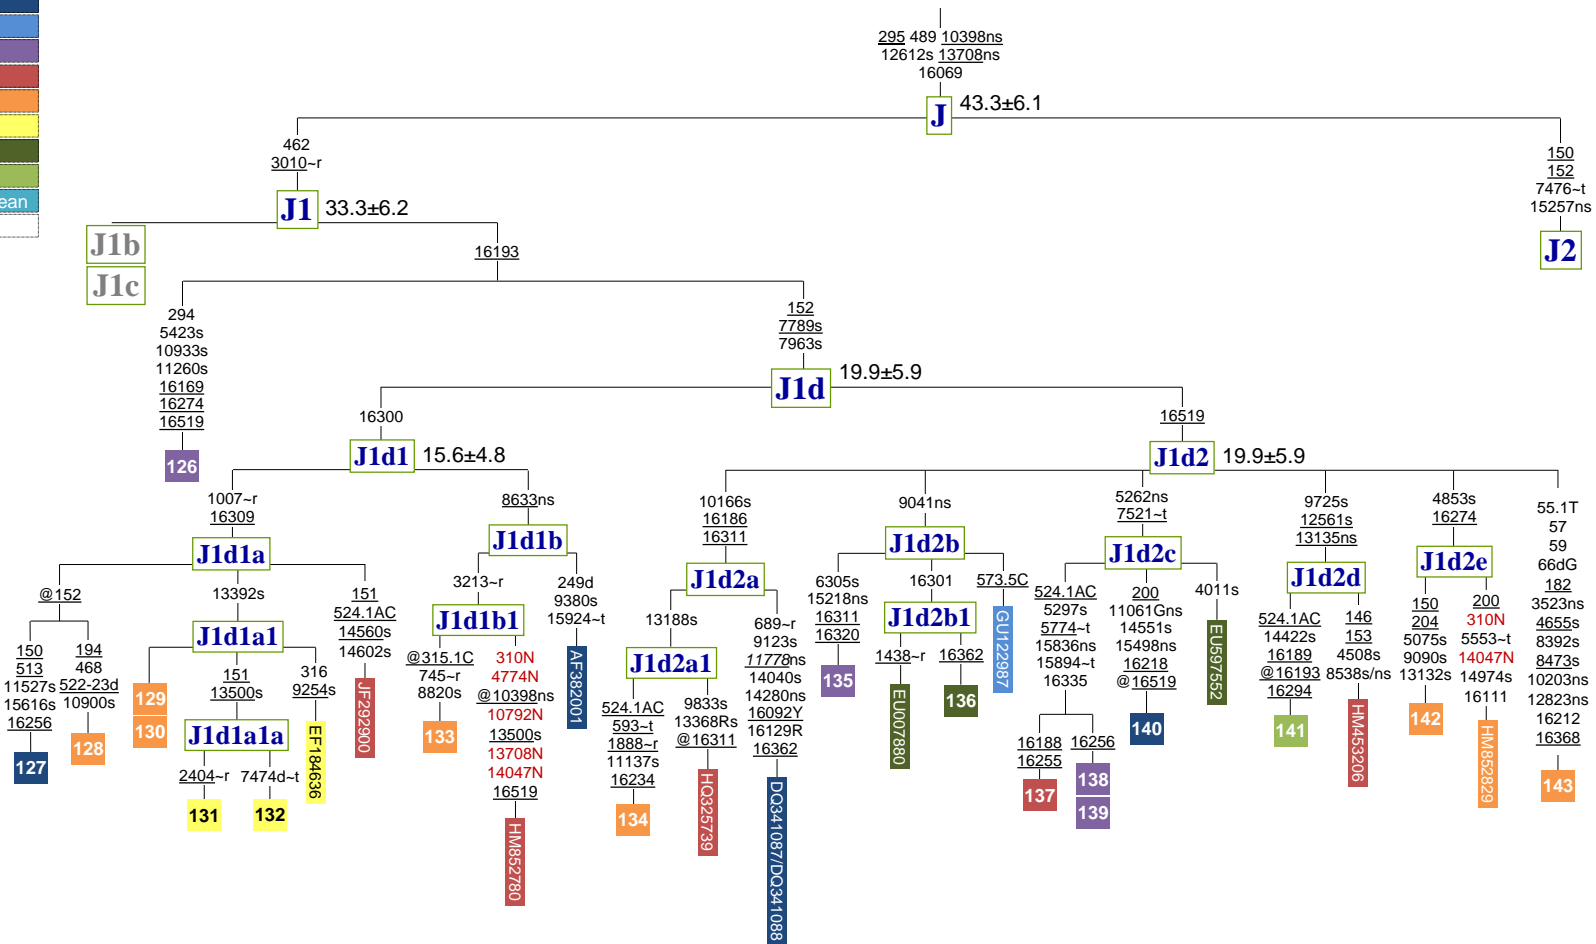 ean
295 489 10398ns
12612s 13708ns
16069
J 43.3±6.1
462
3010~r
150
152
7476~t
15257ns
J1 33.3±6.2
J2
J1b
J1c
16193
294
5423s
10933s
11260s
16169
16274
16519
126
152
7789s
7963s
J1d 19.9±5.9
16300
16519
J1d1 15.6±4.8
J1d2 19.9±5.9
1007~r
16309
J1d1a
@152
150
513
11527s
15616s
16256
127
194
468
522-23d
10900s
128
13392s
J1d1a1
129
130
151
13500s
J1d1a1a
2404~r
131
7474d~t
132
316
9254s
EF184636
151
524.1AC
14560s
14602s
JF292900
8633ns
J1d1b
3213~r
J1d1b1
@315.1C
745~r
8820s
133
310N
4774N
@10398ns
10792N
13500s
13708N
14047N
16519
HM852780
249d
9380s
15924~t
AF382001
10166s
16186
16311
J1d2a
13188s
J1d2a1
524.1AC
593~t
1888~r
11137s
16234
134
9833s
13368Rs
@16311
HQ325739
689~r
9123s
11778ns
14040s
14280ns
16092Y
16129R
16362
DQ341087/DQ341088
9041ns
J1d2b
6305s
15218ns
16311
16320
135
16301
J1d2b1
1438~r
EU007880
16362
136
573.5C
GU122987
5262ns
7521~t
J1d2c
524.1AC
5297s
5774~t
15836ns
15894~t
16335
16188
16255
137
16256
138
139
200
11061Gns
14551s
15498ns
16218
@16519
140
4011s
EU597552
9725s
12561s
13135ns
J1d2d
524.1AC
14422s
16189
@16193
16294
141
146
153
4508s
8538s/ns
HM453206
4853s
16274
J1d2e
150
204
5075s
9090s
13132s
142
200
310N
5553~t
14047N
14974s
16111
HM852829
55.1T
57
59
66dG
182
3523ns
4655s
8392s
8473s
10203ns
12823ns
16212
16368
143